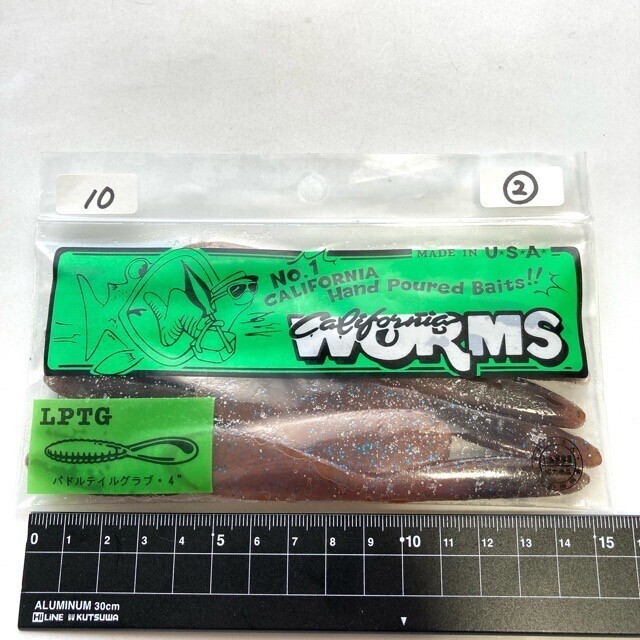 10
②
MADE IN U·S·A·
NO.1
CALIFORNIA
Hand Poured Baits!!
California
WORMS
LPTG
パドルテイルグラブ・4"
0 1 2 3 4 5 6 7 8 9 10 11 12 13 14 15
ALUMINUM 30cm
HiLINE KUTSUWA